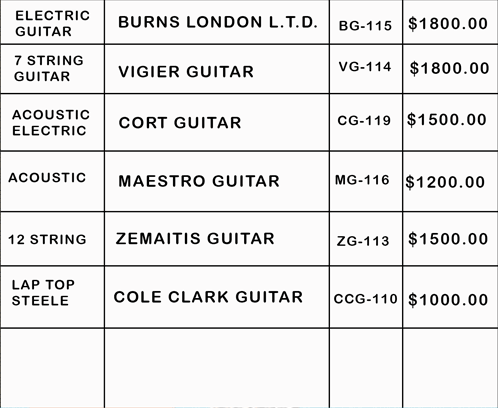 ELECTRIC
GUITAR
BURNS LONDON L.T.D.
BG-115
$1800.00
7 STRING
GUITAR
VIGIER GUITAR
VG-114
$1800.00
ACOUSTIC
ELECTRIC
CORT GUITAR
CG-119
$1500.00
ACOUSTIC
MAESTRO GUITAR
MG-116
$1200.00
12 STRING
ZEMAITIS GUITAR
ZG-113
$1500.00
LAP TOP
STEELE
COLE CLARK GUITAR
CCG-110
$1000.00